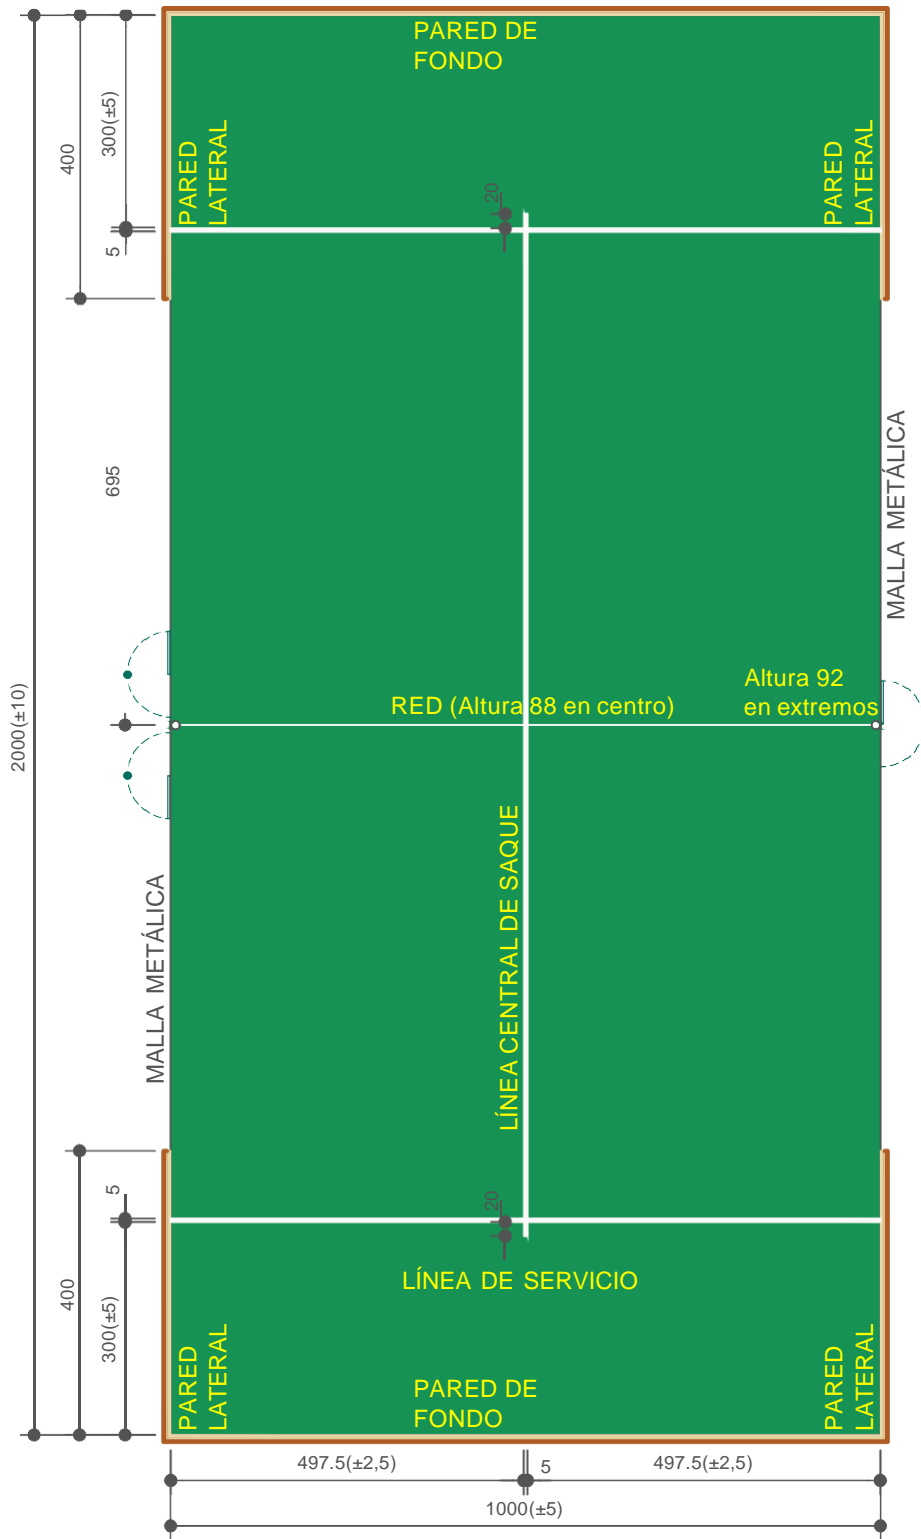 PARED DE
FONDO
300(±5)
400
PARED
LATERAL
PARED
LATERAL
20
5
695
MALLA METÁLICA
2000(±10)
RED (Altura 88 en centro)
Altura 92
en extremos
MALLA METÁLICA
LÍNEA CENTRAL DE SAQUE
5
20
400
300(±5)
LÍNEA DE SERVICIO
PARED
LATERAL
PARED DE
FONDO
PARED
LATERAL
497.5(±2,5)
5
497.5(±2,5)
1000(±5)